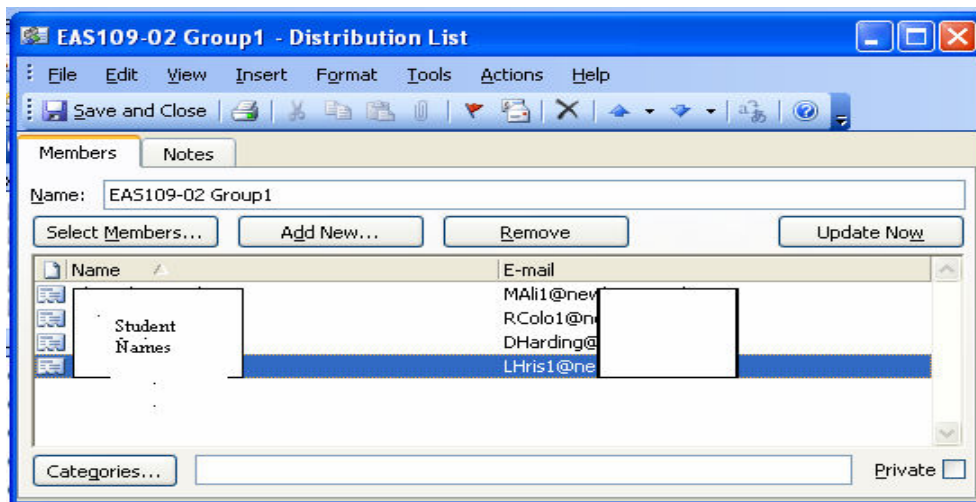 EAS109-02 Group1 - Distribution List
File Edit View Insert Format Tools Actions Help
Save and Close
Members Notes
Name: EAS109-02 Group1
Select Members... Add New... Remove Update Now
Name E-mail
MAli1@new
RColo1@n
Student
Names
DHarding@
LHris1@ne
Categories... Private